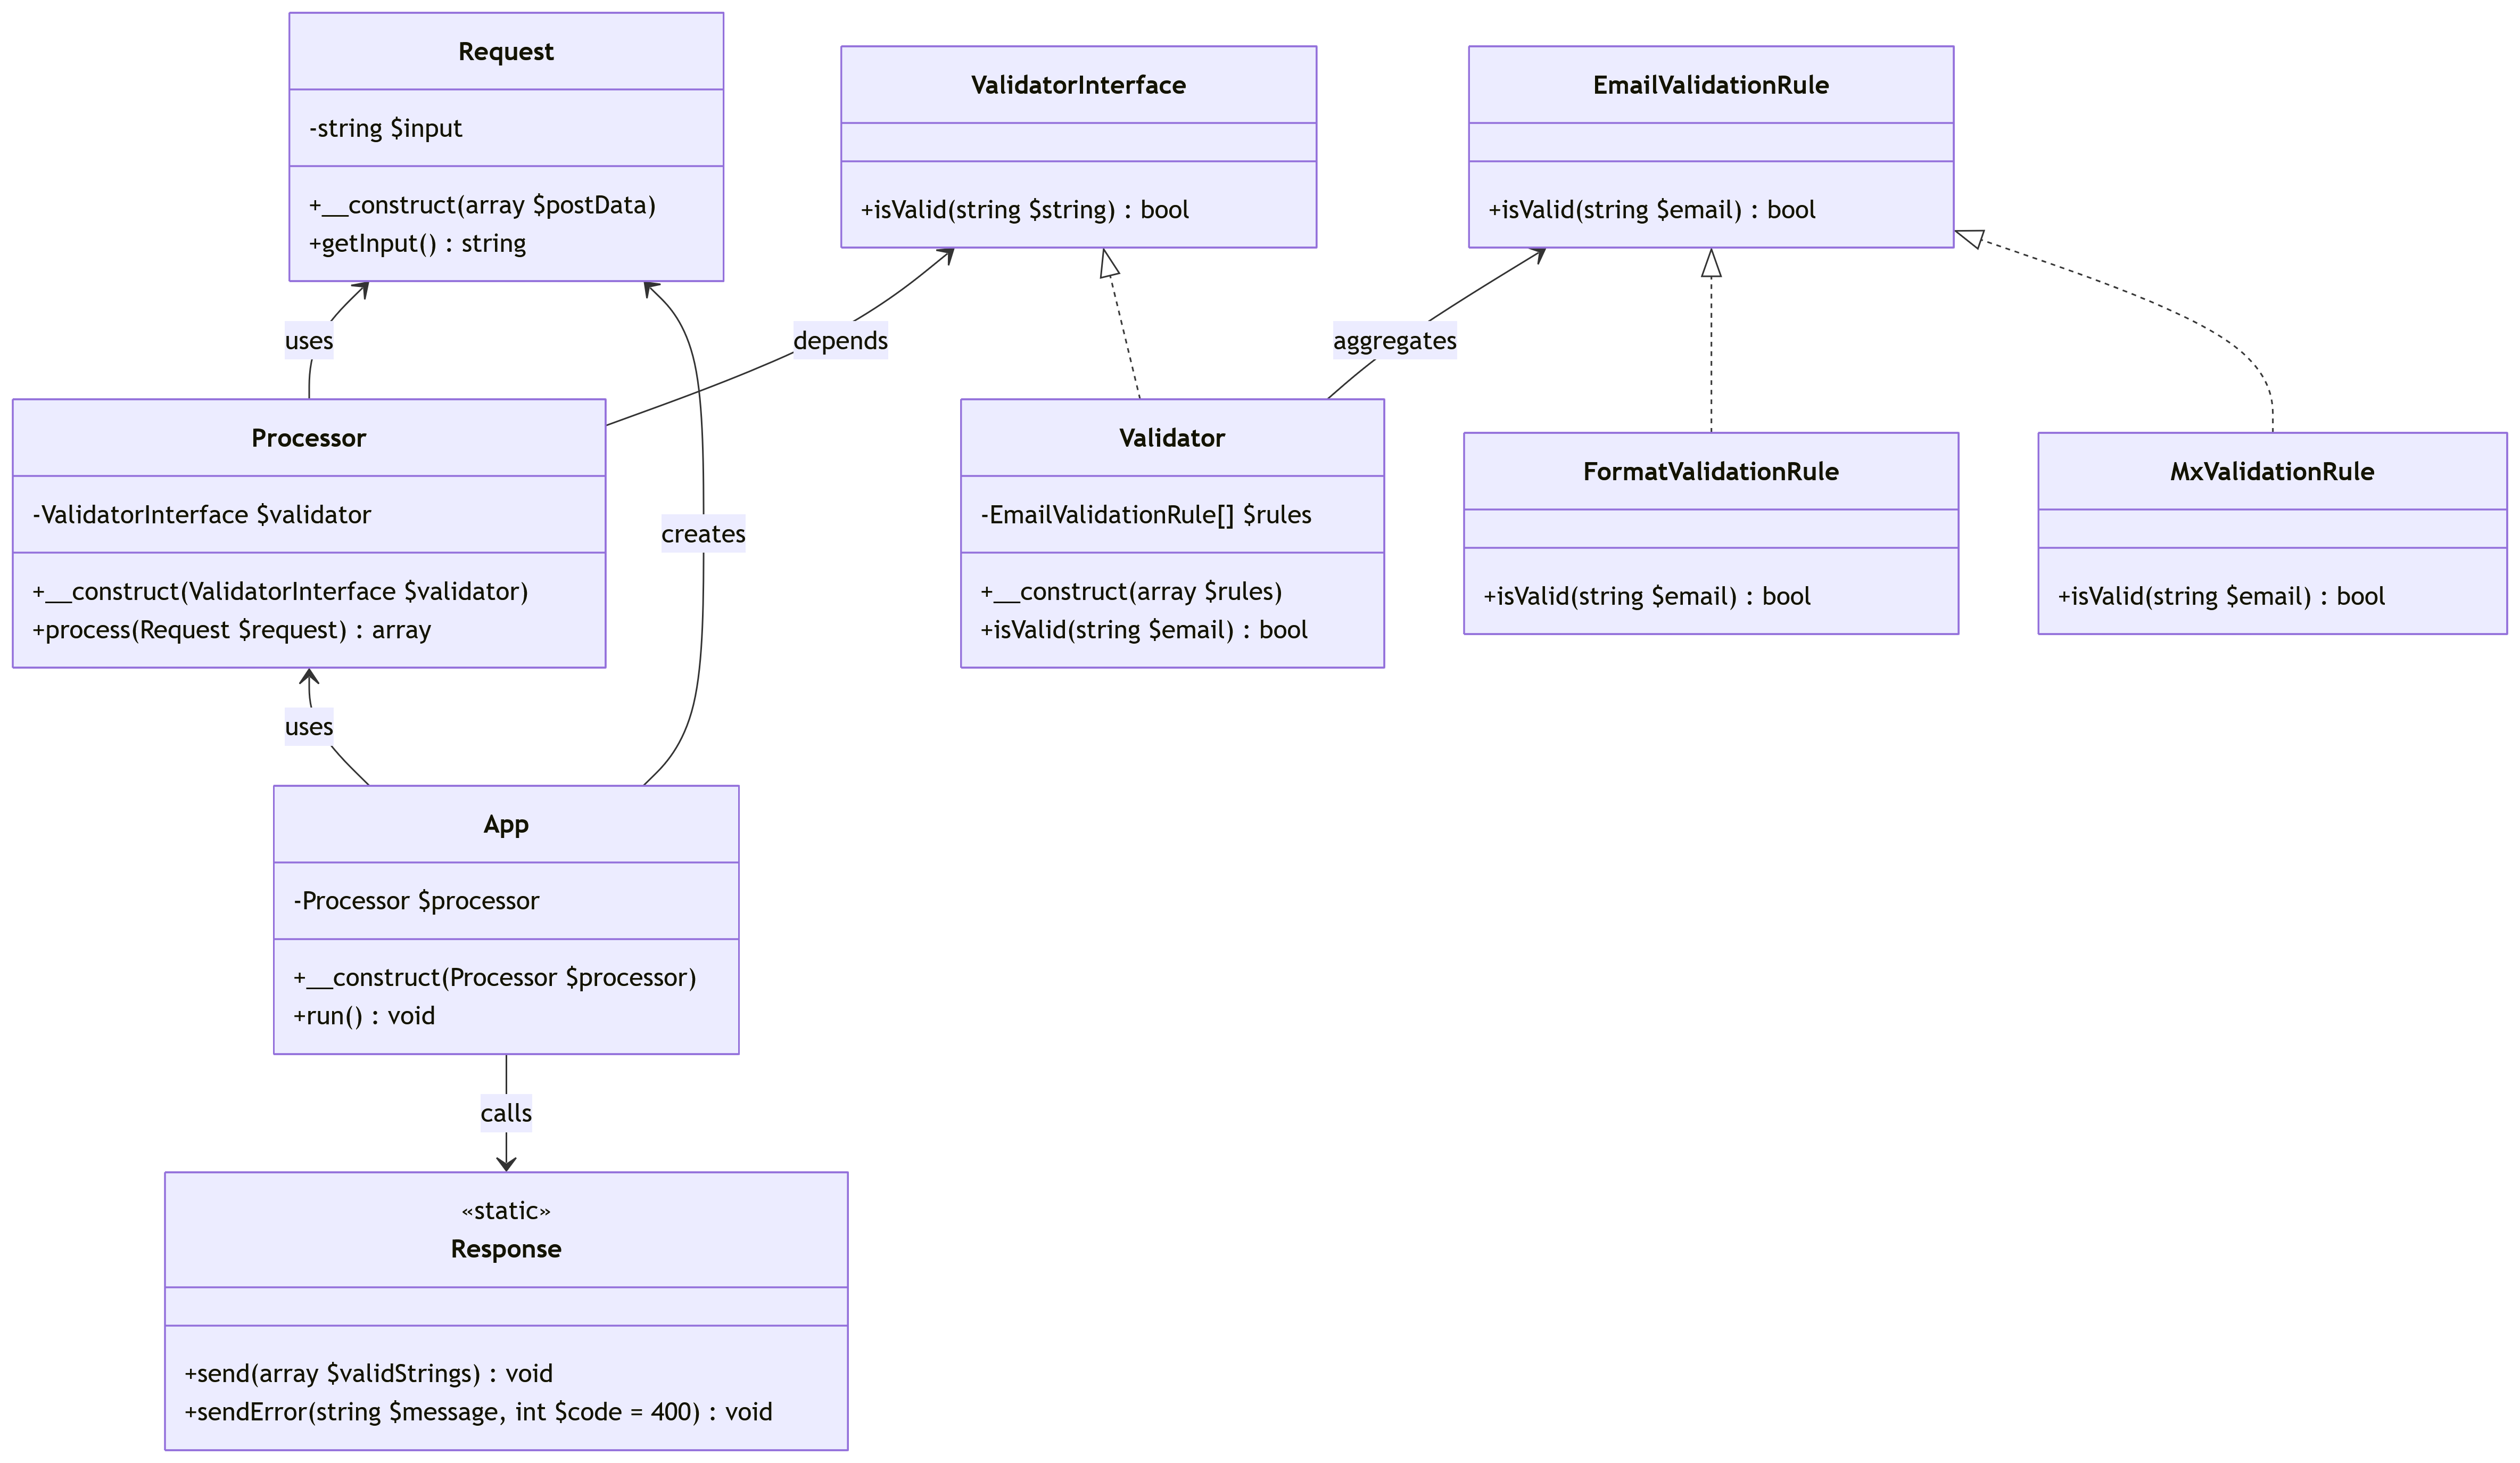 Request
-string $input
+__construct(array $postData)
+getInput() : string
ValidatorInterface
+isValid(string $string) : bool
EmailValidationRule
+isValid(string $email) : bool
uses
depends
aggregates
Processor
-ValidatorInterface $validator
+__construct(ValidatorInterface $validator)
+process(Request $request) : array
creates
Validator
-EmailValidationRule[] $rules
+__construct(array $rules)
+isValid(string $email) : bool
FormatValidationRule
+isValid(string $email) : bool
MxValidationRule
+isValid(string $email) : bool
uses
App
-Processor $processor
+__construct(Processor $processor)
+run() : void
calls
«static»
Response
+send(array $validStrings) : void
+sendError(string $message, int $code = 400) : void